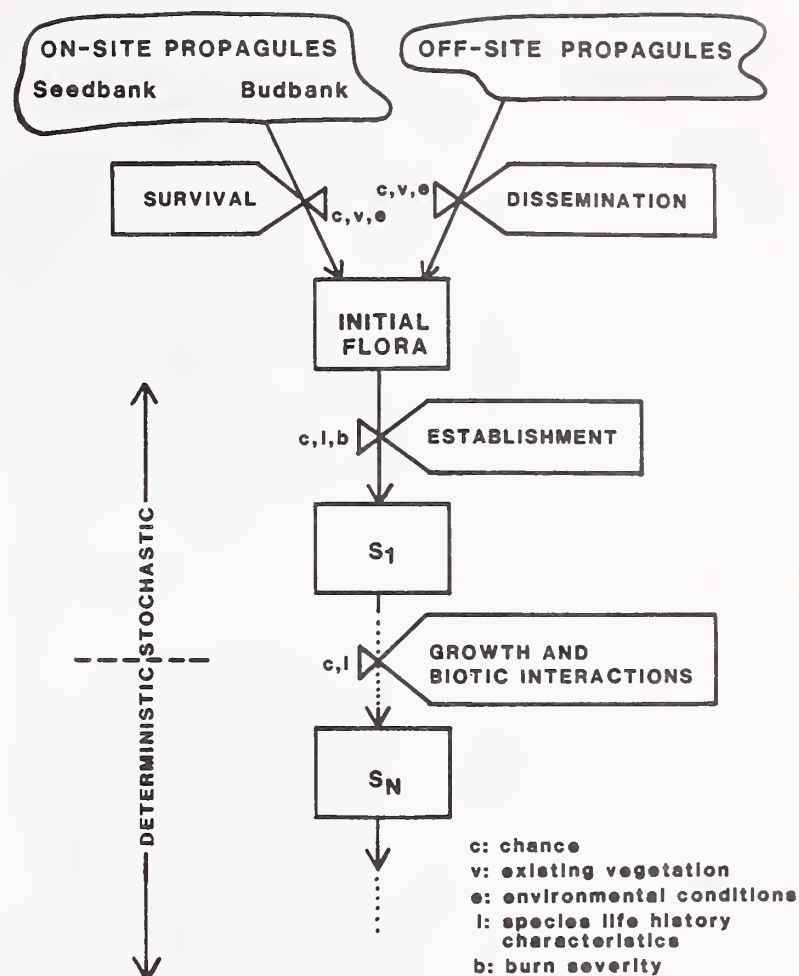 ON-SITE PROPAGULES
Seedbank Budbank
OFF-SITE PROPAGULES
SURVIVAL
c,v,e
c,v,e
DISSEMINATION
INITIAL
FLORA
c,l,b
ESTABLISHMENT
S1
STOCHASTIC
DETERMINISTIC
c,l
GROWTH AND
BIOTIC INTERACTIONS
SN
c: chance
v: existing vegetation
e: environmental conditions
l: species life history
characteristics
b: burn severity